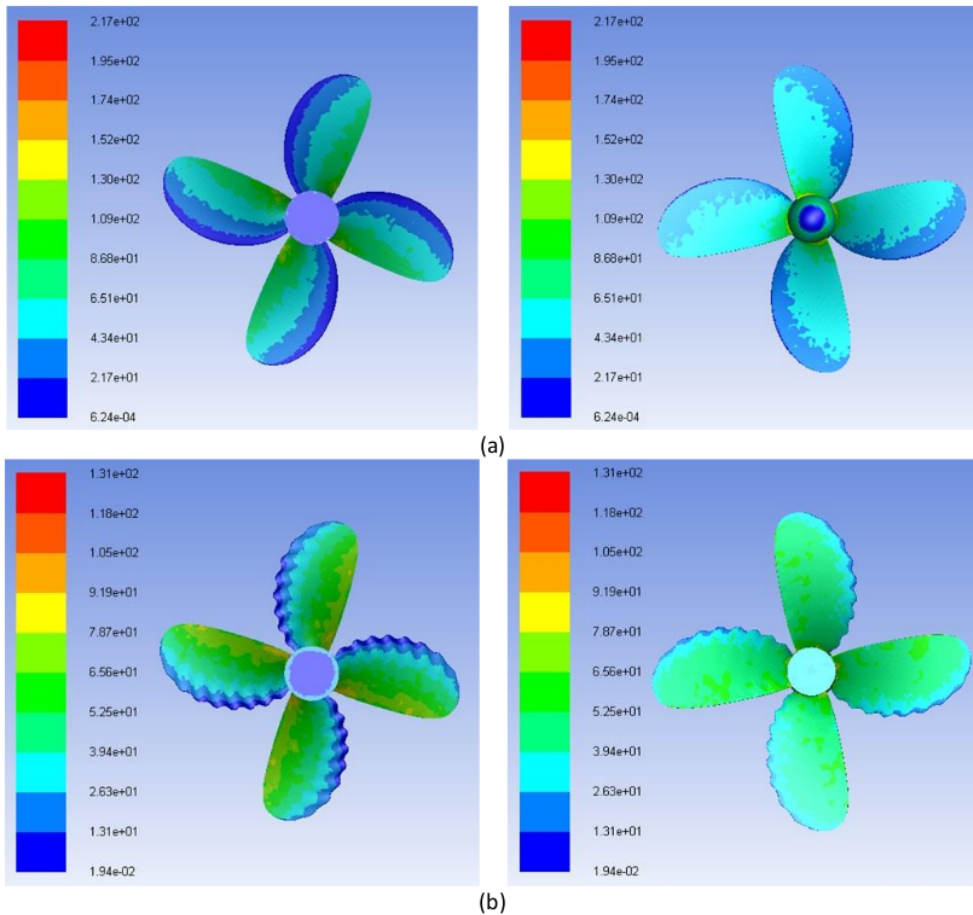 2.17e+02
1.95e+02
1.74e+02
1.52e+02
1.30e+02
1.09e+02
8.68e+01
6.51e+01
4.34e+01
2.17e+01
6.24e-04
2.17e+02
1.95e+02
1.74e+02
1.52e+02
1.30e+02
1.09e+02
8.68e+01
6.51e+01
4.34e+01
2.17e+01
6.24e-04
(a)
1.31e+02
1.18e+02
1.05e+02
9.19e+01
7.87e+01
6.56e+01
5.25e+01
3.94e+01
2.63e+01
1.31e+01
1.94e-02
1.31e+02
1.18e+02
1.05e+02
9.19e+01
7.87e+01
6.56e+01
5.25e+01
3.94e+01
2.63e+01
1.31e+01
1.94e-02
(b)